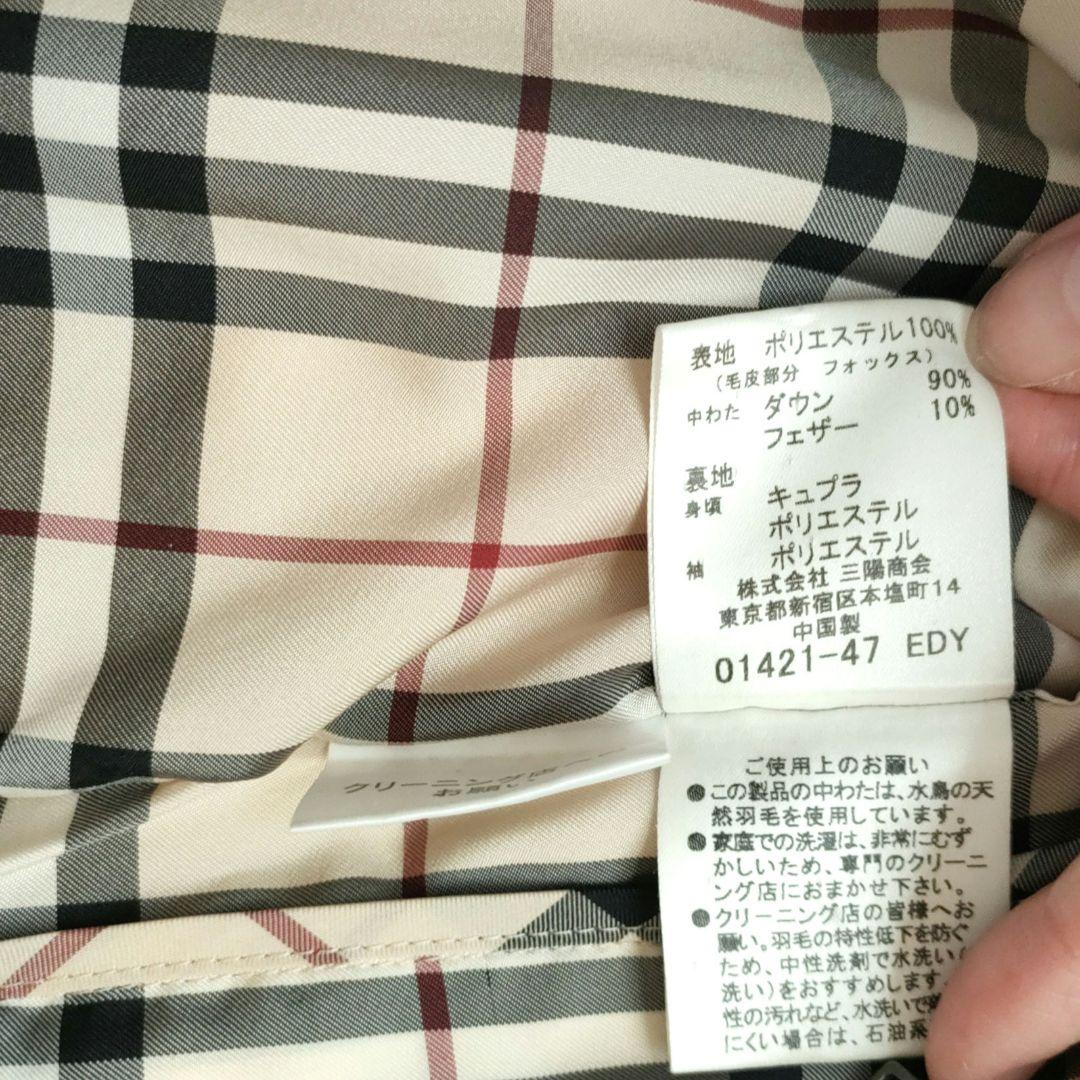 表地 ポリエステル100%
(毛皮部分 フォックス)
中わた ダウン 90%
フェザー 10%
裏地
身頃 キュプラ
ポリエステル
袖 ポリエステル
株式会社 三陽商会
東京都新宿区本塩町14
中国製
01421-47 EDY
クリーニング店
お願い
ご使用上のお願い
●この製品の中わたは、水鳥の天
然羽毛を使用しています。
●家庭での洗濯は、非常にむず
かしいため、専門のクリーニ
ング店におまかせ下さい。
●クリーニング店の皆様へお
願い。羽毛の特性低下を防ぐ
ため、中性洗剤で水洗い(
洗い)をおすすめします
性の汚れなど、水洗いで
にくい場合は、石油系